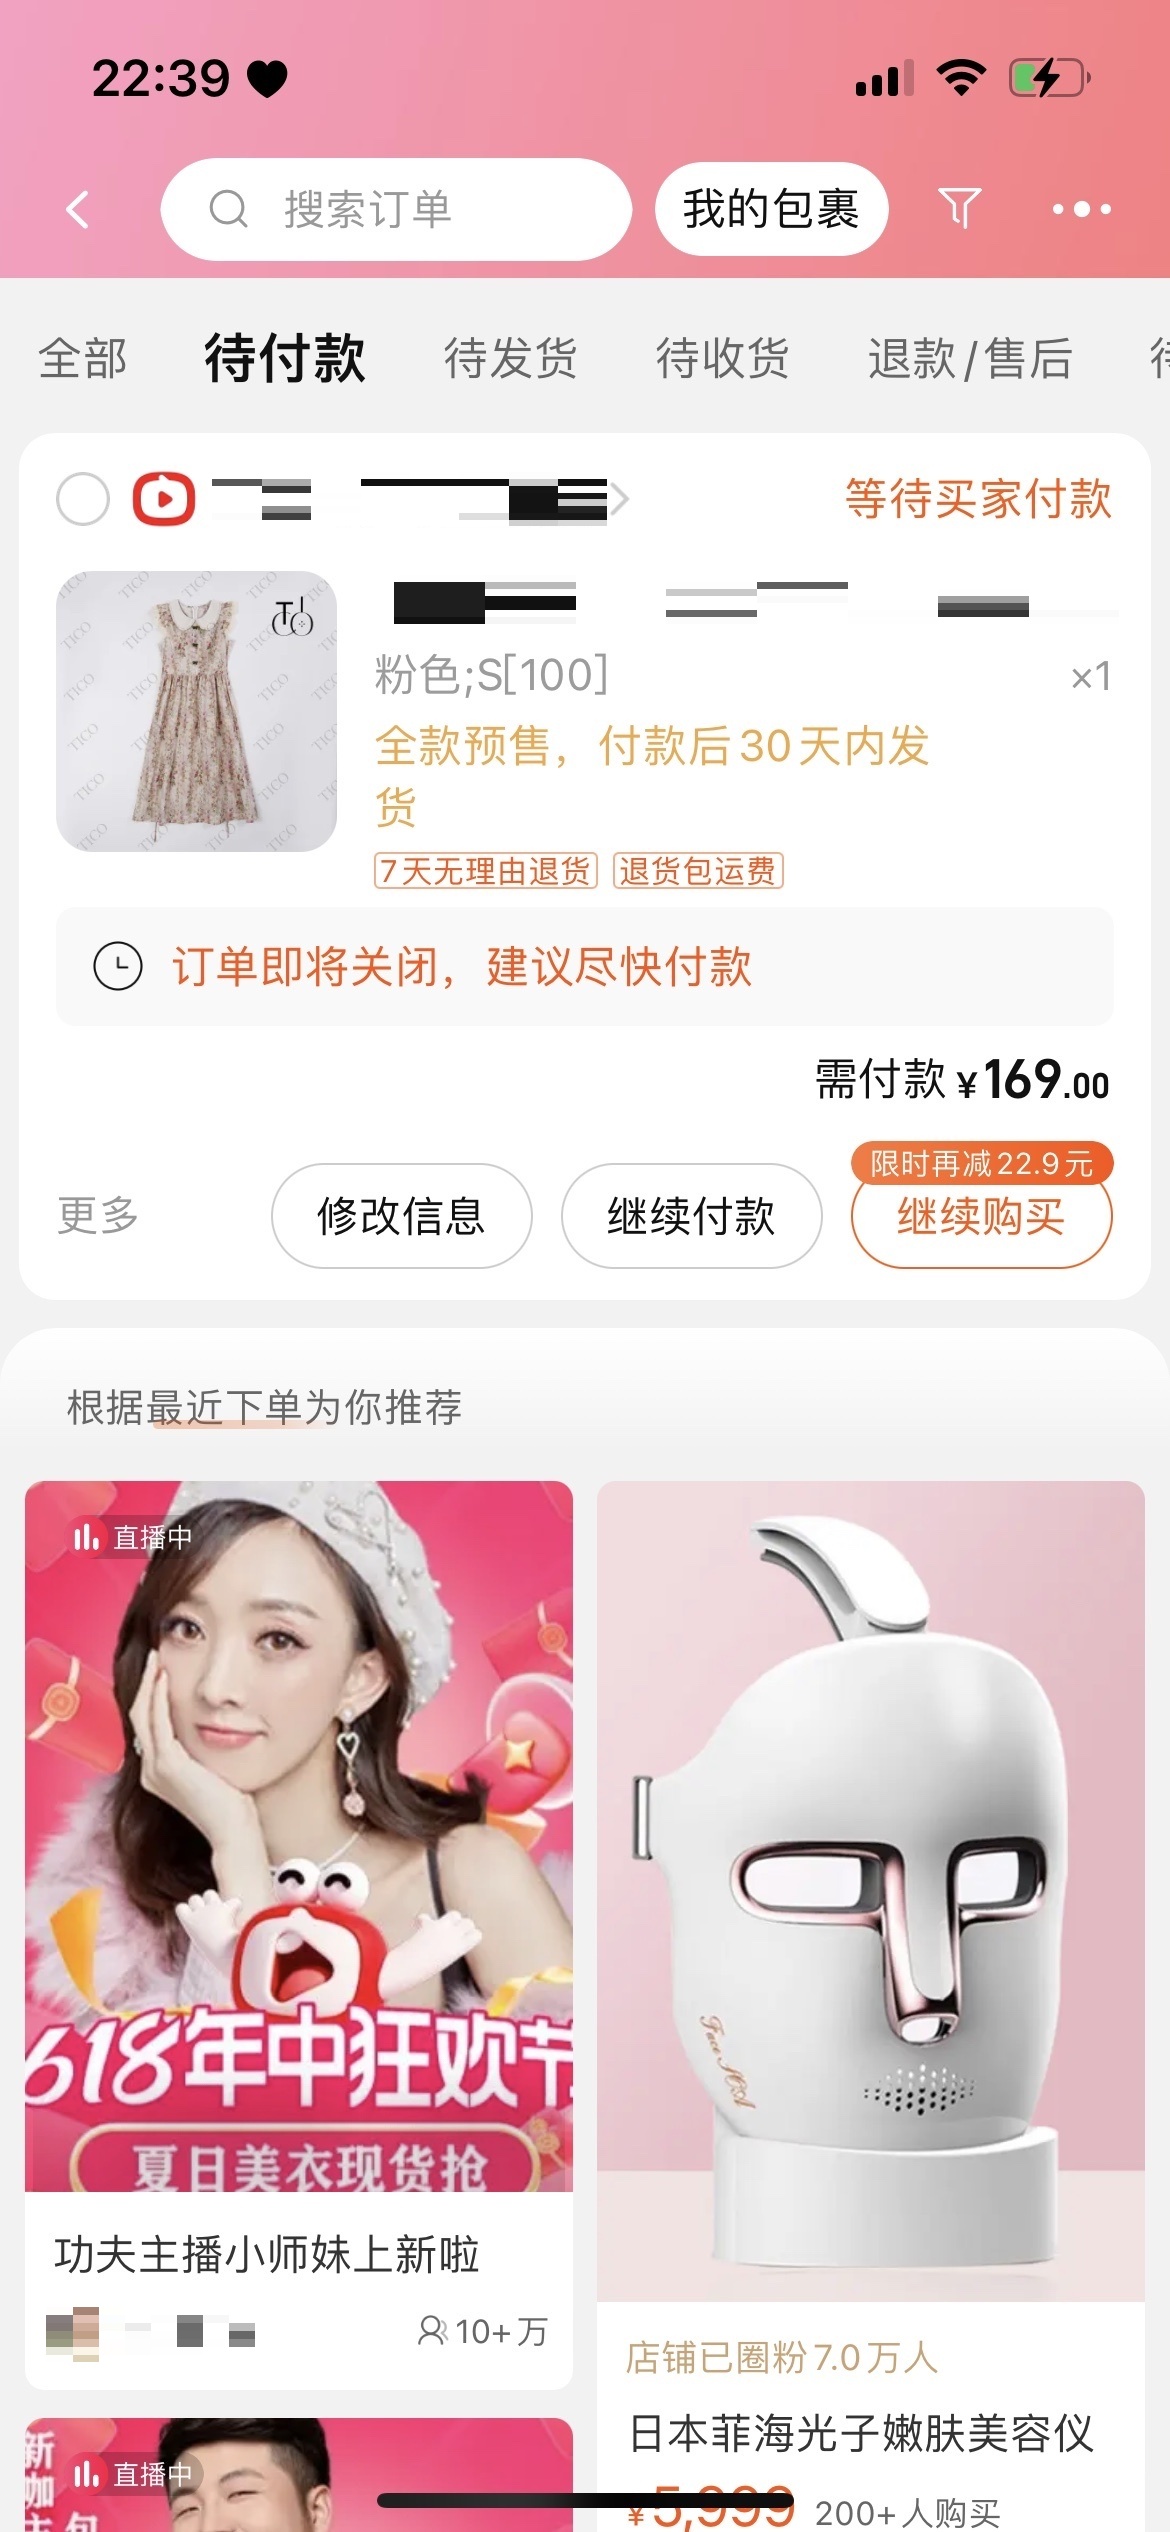 22:39
搜索订单
我的包裹
全部
待付款
待发货
待收货
退款/售后
等待买家付款
TICO
粉色;S[100]
×1
全款预售，付款后30天内发
货
7天无理由退货
退货包运费
订单即将关闭，建议尽快付款
需付款 ¥169.00
限时再减22.9元
更多
修改信息
继续付款
继续购买
根据最近下单为你推荐
直播中
618年中狂欢节
夏日美衣现货抢
功夫主播小师妹上新啦
10+万
店铺已圈粉7.0万人
日本菲海光子嫩肤美容仪
¥5,999
200+人购买
直播中
新
咖